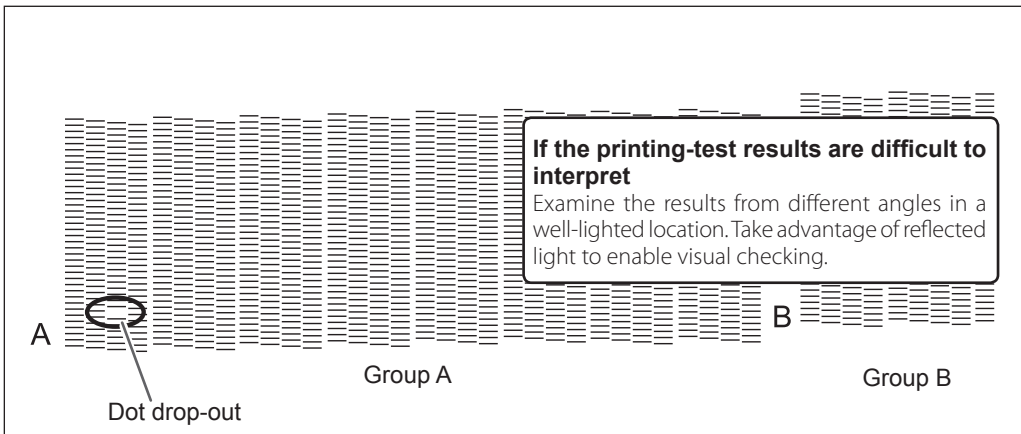 If the printing-test results are difficult to
interpret
Examine the results from different angles in a
well-lighted location. Take advantage of reflected
light to enable visual checking.
A
B
Group A
Group B
Dot drop-out